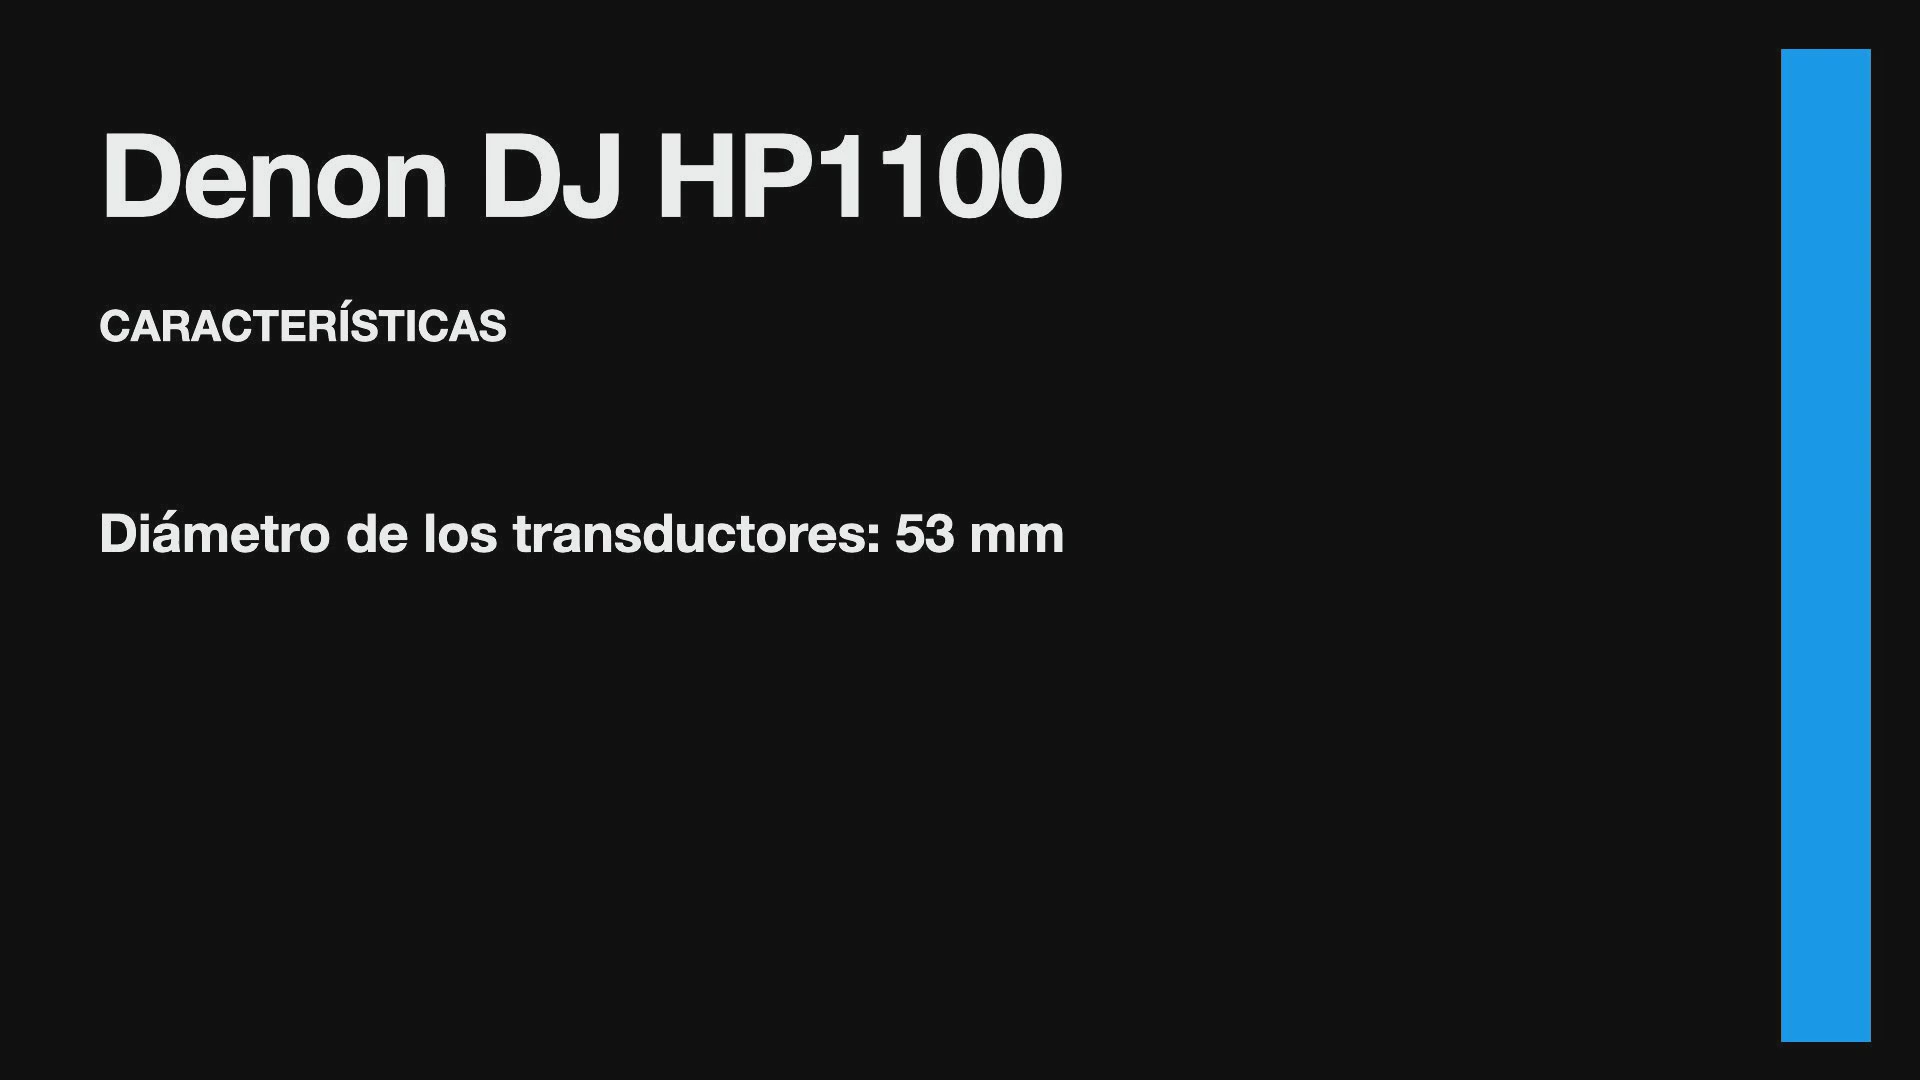 Denon DJ HP1100
CARACTERÍSTICAS
Diámetro de los transductores: 53 mm